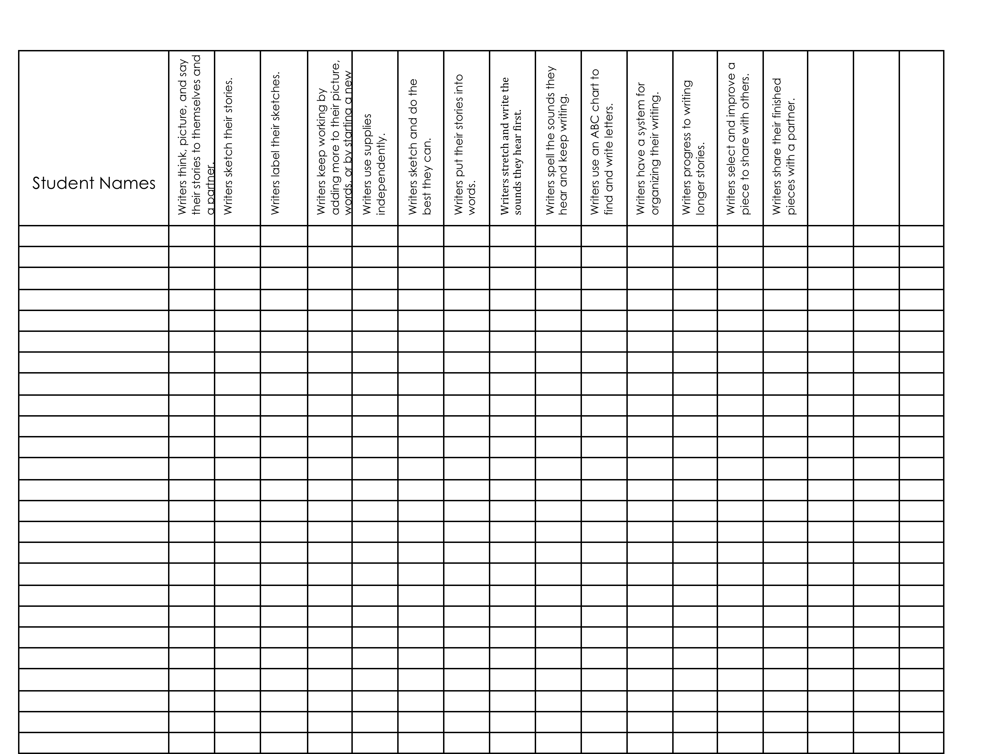 Student Names
Writers think, picture, and say
their stories to themselves and
a partner.
Writers sketch their stories.
Writers label their sketches.
Writers keep working by
adding more to their picture,
words, or by starting a new
Writers use supplies
independently.
Writers sketch and do the
best they can.
Writers put their stories into
words.
Writers stretch and write the
sounds they hear first.
Writers spell the sounds they
hear and keep writing.
Writers use an ABC chart to
find and write letters.
Writers have a system for
organizing their writing.
Writers progress to writing
longer stories.
Writers select and improve a
piece to share with others.
Writers share their finished
pieces with a partner.